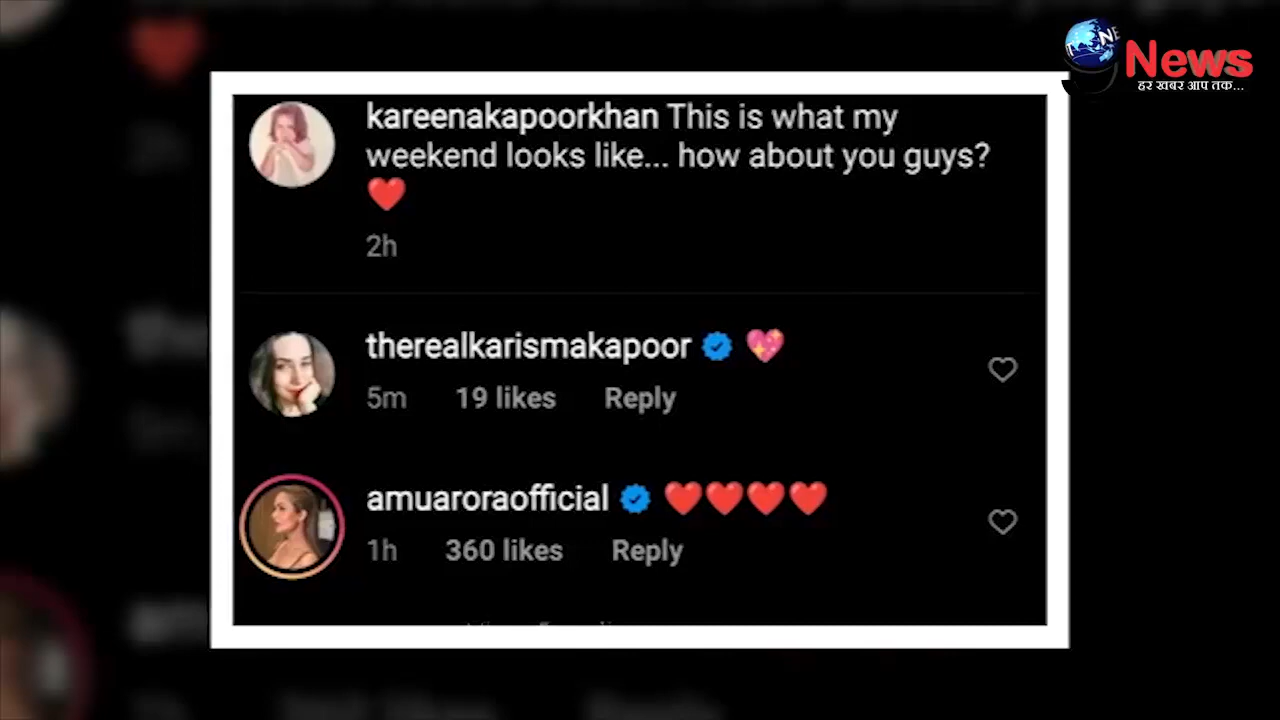 ONE
News
हर खबर आप तक...
kareenakapoorkhan This is what my
weekend looks like... how about you guys?
❤️
2h
therealkarismakapoor 💖
5m 19 likes Reply
amuaroraofficial ❤️❤️❤️❤️
1h 360 likes Reply